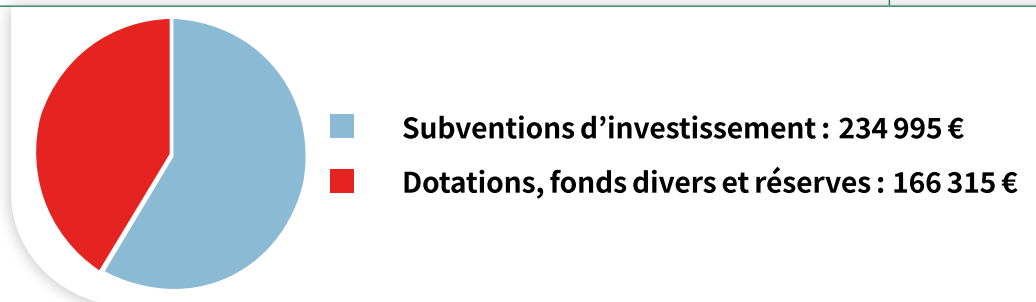 Subventions d’investissement : 234 995 €
Dotations, fonds divers et réserves : 166 315 €